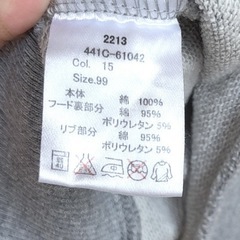 2213
441C-61042
Col. 15
Size.99
本体 綿 100%
フード裏部分 綿 95%
ポリウレタン 5%
リブ部分 綿 95%
ポリウレタン 5%